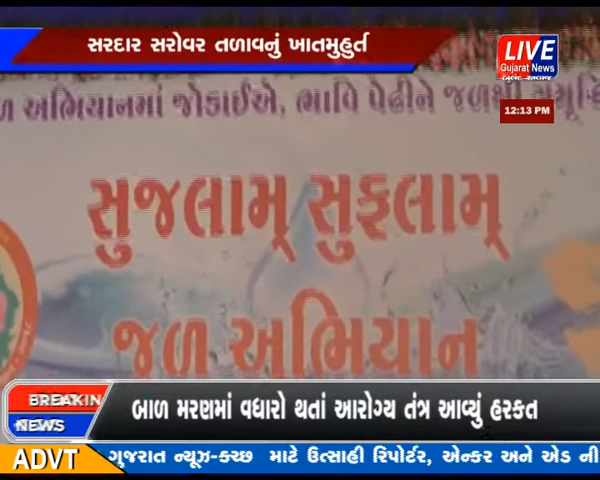 સરદાર સરોવર તળાવનું ખાતમુહુર્ત
LIVE
Gujarat News
12:13 PM
અભિયાનમાં જોડાઈએ, ભાવિ પેઢીને જળથી
સુજલામ્ સુફલામ્
જળ અભિયાન
BREAKIN
NEWS
બાળ મરણમાં વધારો થતાં આરોગ્ય તંત્ર આવ્યું હરકત
ADVT
ગુજરાત ન્યૂઝ-કચ્છ માટે ઉત્સાહી રિપોર્ટર, એન્કર અને એડ ની